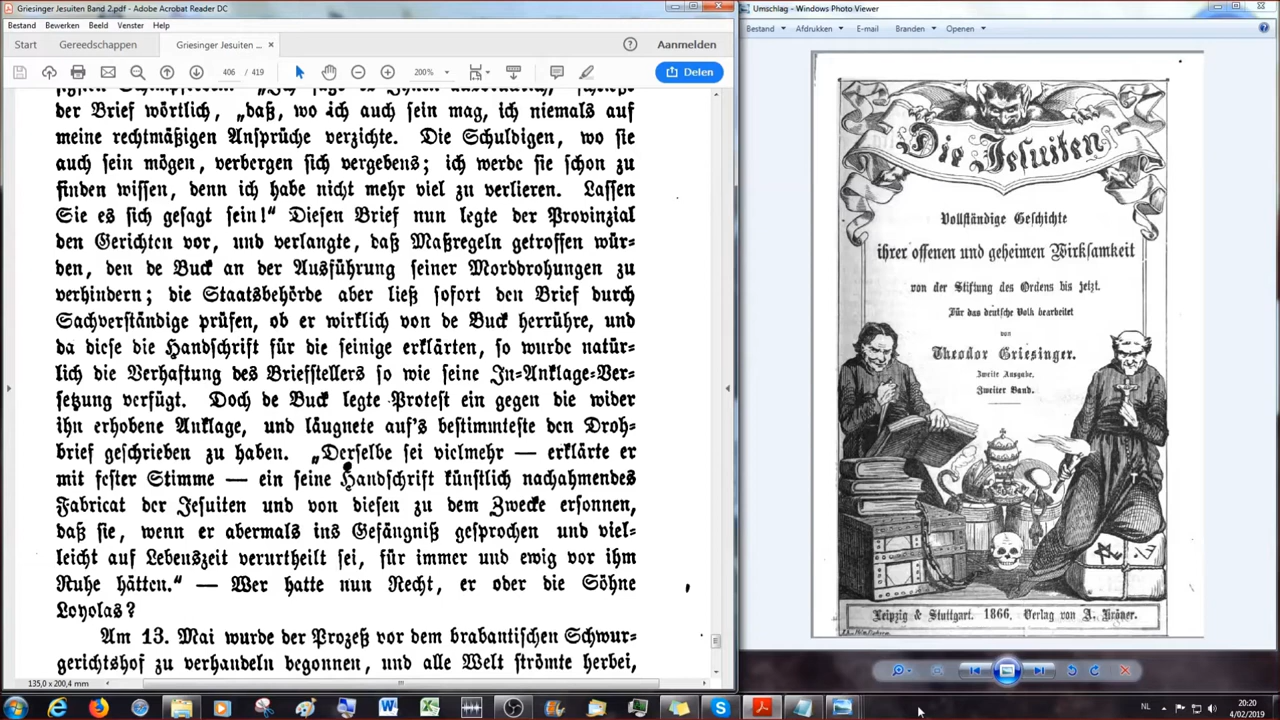 Griesinger Jesuiten Band 2.pdf - Adobe Acrobat Reader DC
Bestand Bewerken Beeld Venster Help
Start Gereedschappen Griesinger Jesuiten ... × Aanmelden
406 / 419 200% Delen
der Brief wörtlich, „daß, wo ich auch sein mag, ich niemals auf
meine rechtmäßigen Ansprüche verzichte. Die Schuldigen, wo sie
auch sein mögen, verbergen sich vergebens; ich werde sie schon zu
finden wissen, denn ich habe nicht mehr viel zu verlieren. Lassen
Sie es sich gesagt sein!“ Diesen Brief nun legte der Provinzial
den Gerichten vor, und verlangte, daß Maßregeln getroffen wür-
den, den de Buck an der Ausführung seiner Morddrohungen zu
verhindern; die Staatsbehörde aber ließ sofort den Brief durch
Sachverständige prüfen, ob er wirklich von de Buck herrühre, und
da diese die Handschrift für die seinige erklärten, so wurde natür-
lich die Verhaftung des Briefstellers so wie seine In-Anklage-Ver-
setzung verfügt. Doch de Buck legte Protest ein gegen die wider
ihn erhobene Anklage, und läugnete auf's bestimmteste den Droh-
brief geschrieben zu haben. „Derselbe sei vielmehr — erklärte er
mit fester Stimme — ein seine Handschrift künstlich nachahmendes
Fabricat der Jesuiten und von diesen zu dem Zwecke ersonnen,
daß sie, wenn er abermals ins Gefängniß gesprochen und viel-
leicht auf Lebenszeit verurtheilt sei, für immer und ewig vor ihm
Ruhe hätten.“ — Wer hatte nun Recht, er oder die Söhne
Loyolas?
Am 13. Mai wurde der Prozeß vor dem brabantischen Schwur-
gerichtshof zu verhandeln begonnen, und alle Welt strömte herbei,
135,0 x 200,4 mm
Umschlag - Windows Photo Viewer
Bestand Afdrukken E-mail Branden Openen
Die Jesuiten
Vollständige Geschichte
ihrer offenen und geheimen Wirksamkeit
von der Stiftung des Ordens bis jetzt.
Für das deutsche Volk bearbeitet
von
Theodor Griesinger.
Zweite Ausgabe.
Zweiter Band.
Leipzig & Stuttgart. 1866. Verlag von A. Kröner.
NL 20:20
4/02/2019